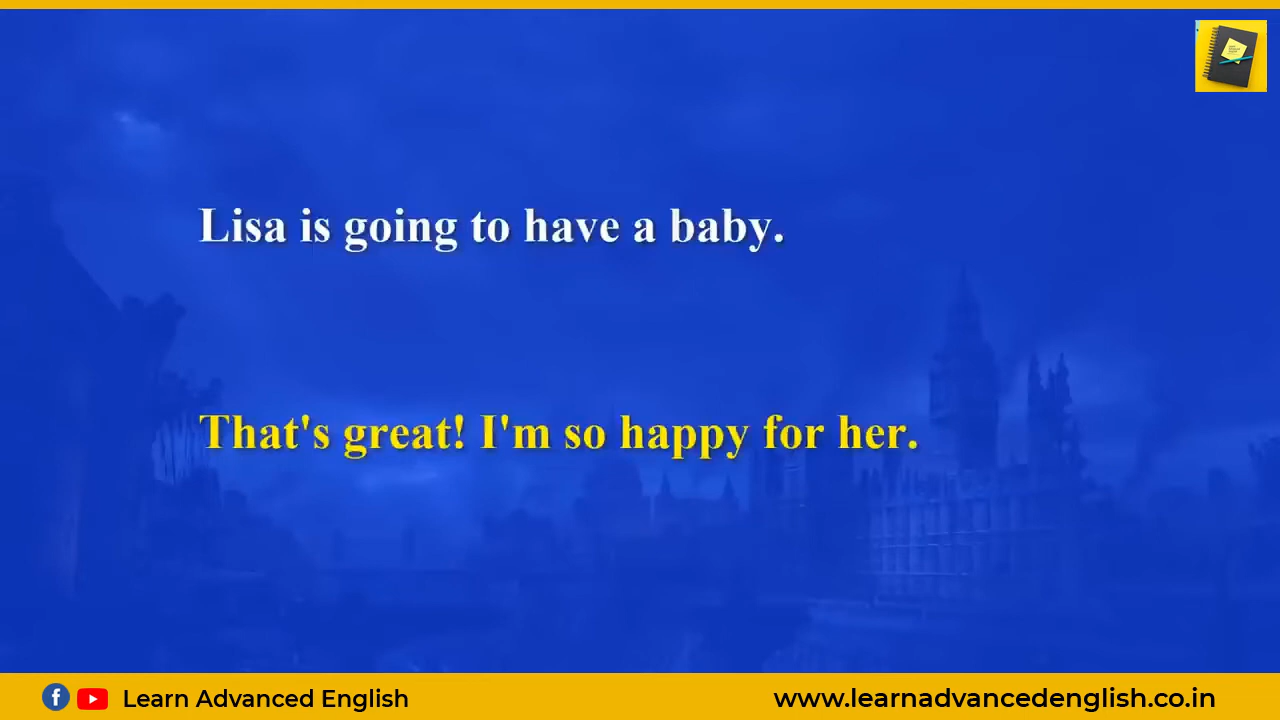 Lisa is going to have a baby.
That's great! I'm so happy for her.
Learn Advanced English
www.learnadvancedenglish.co.in